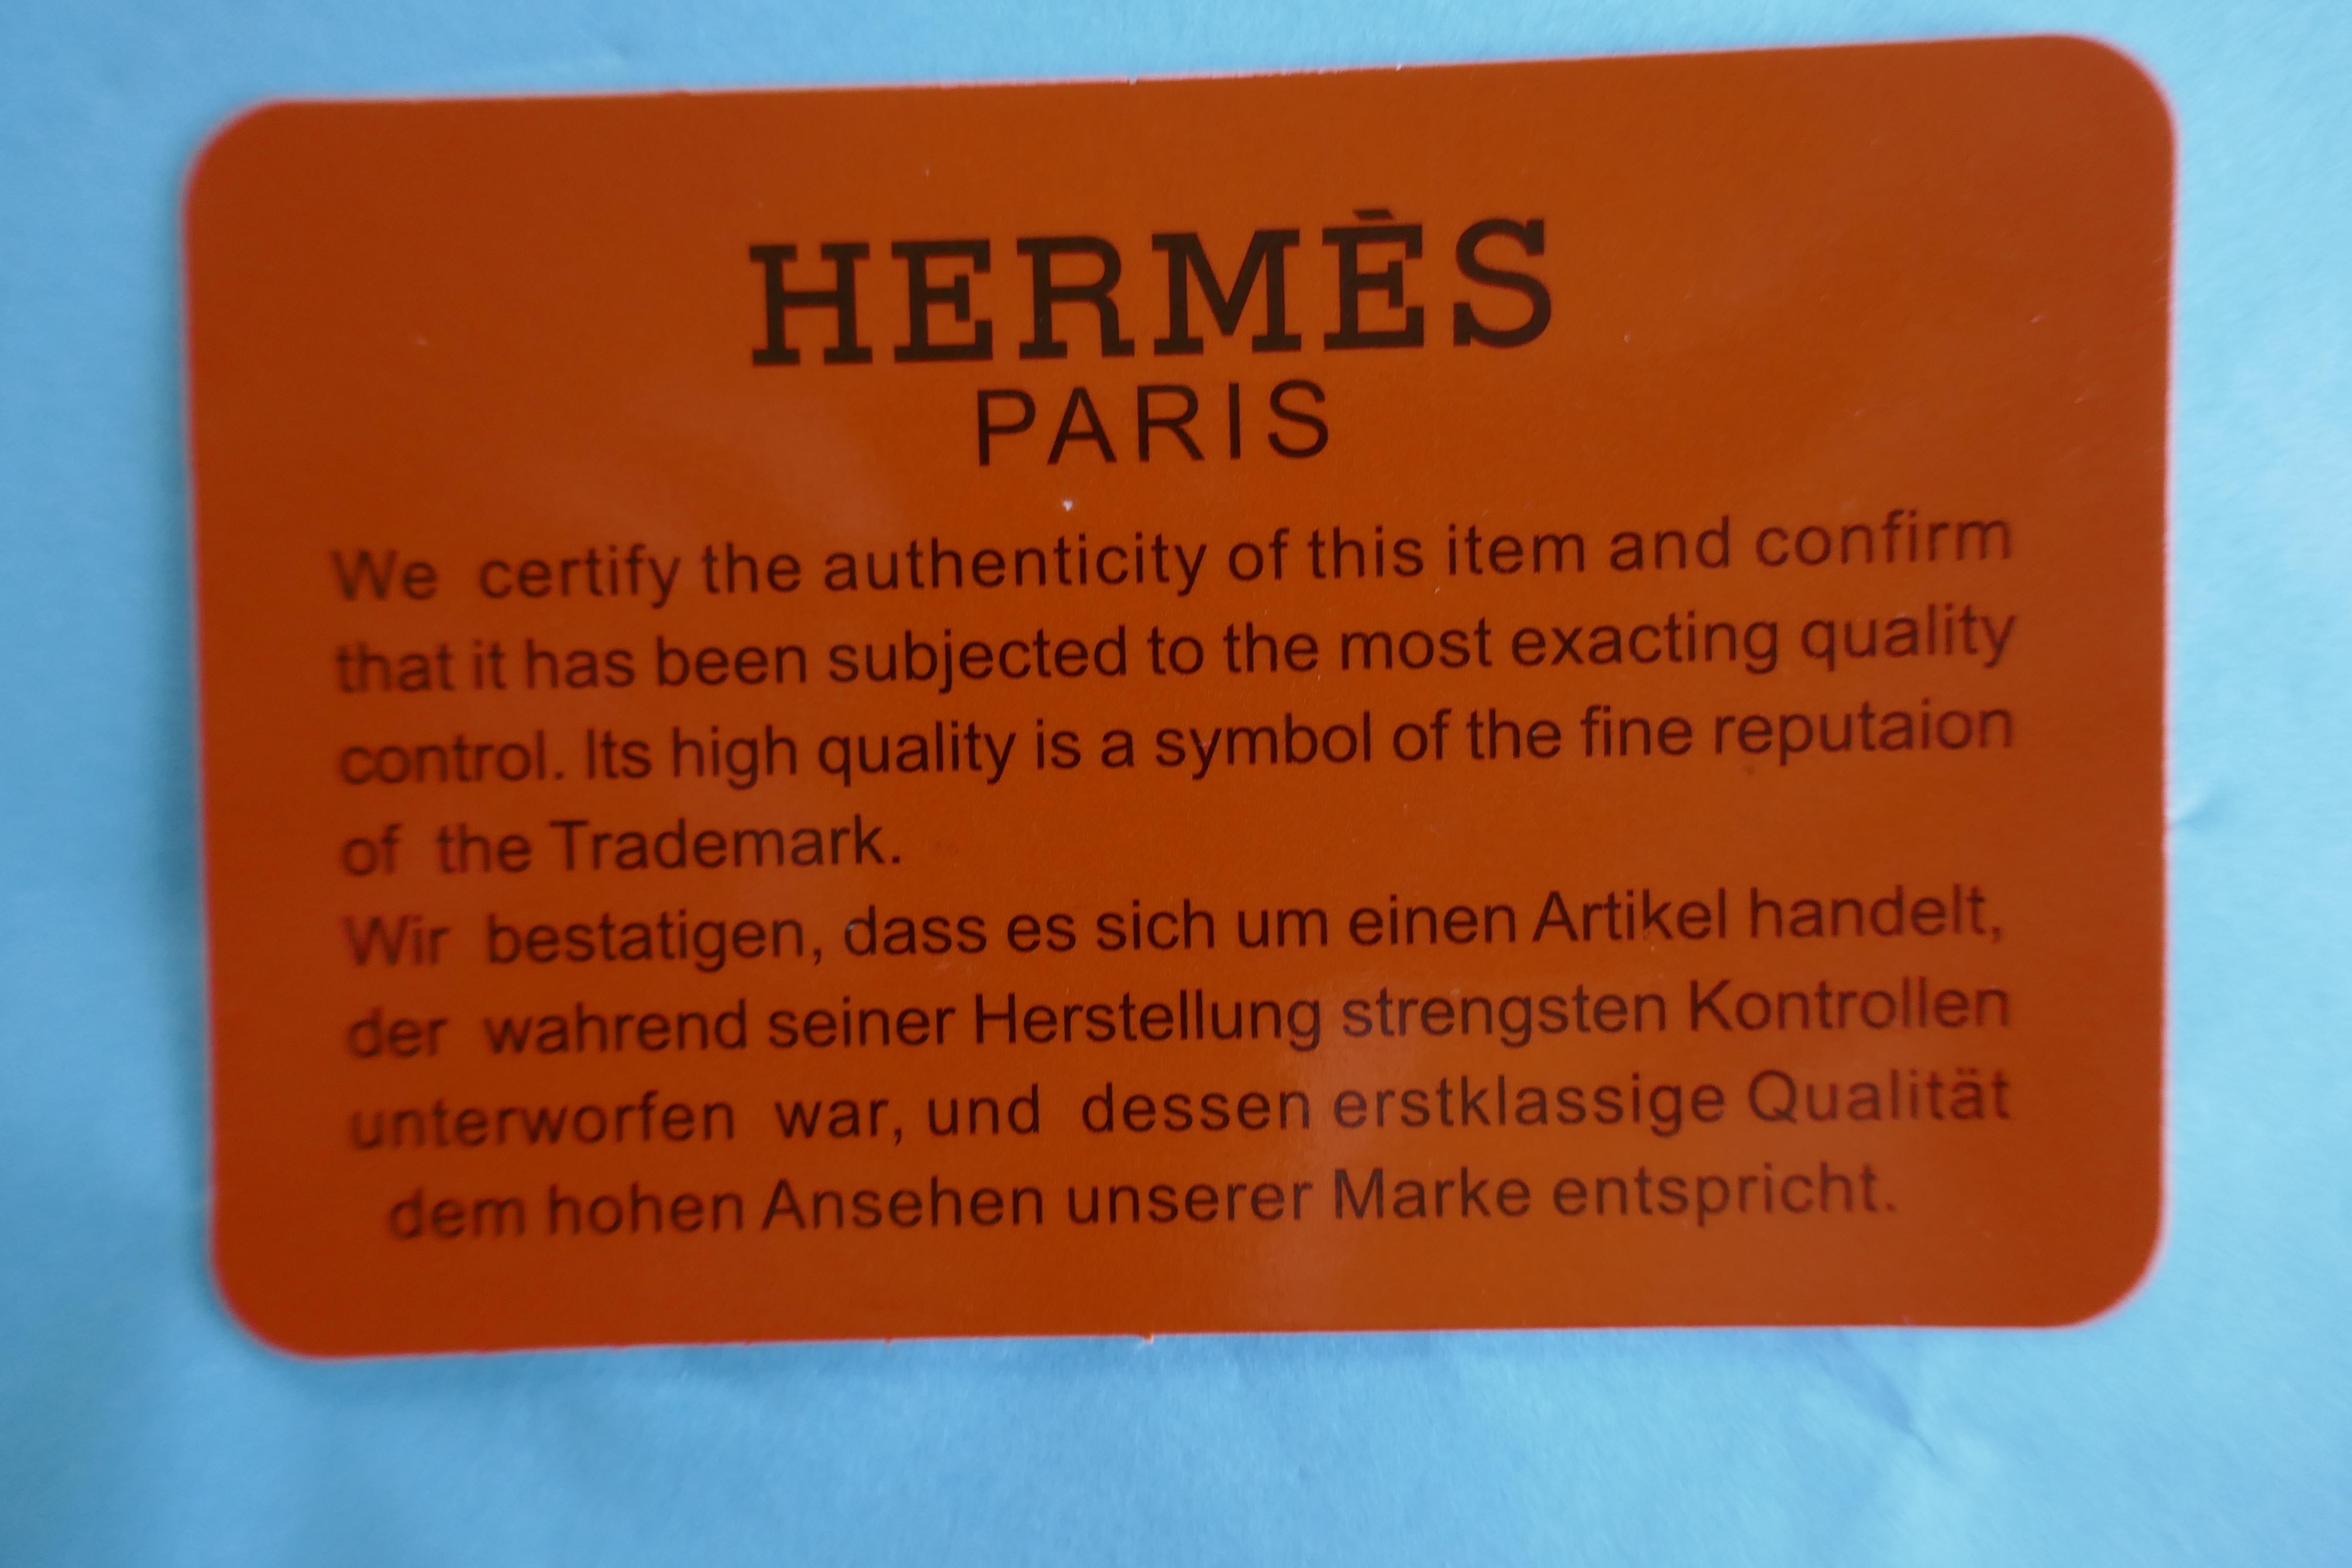 HERMÈS
PARIS
We certify the authenticity of this item and confirm
that it has been subjected to the most exacting quality
control. Its high quality is a symbol of the fine reputaion
of the Trademark.
Wir bestatigen, dass es sich um einen Artikel handelt,
der wahrend seiner Herstellung strengsten Kontrollen
unterworfen war, und dessen erstklassige Qualität
dem hohen Ansehen unserer Marke entspricht.